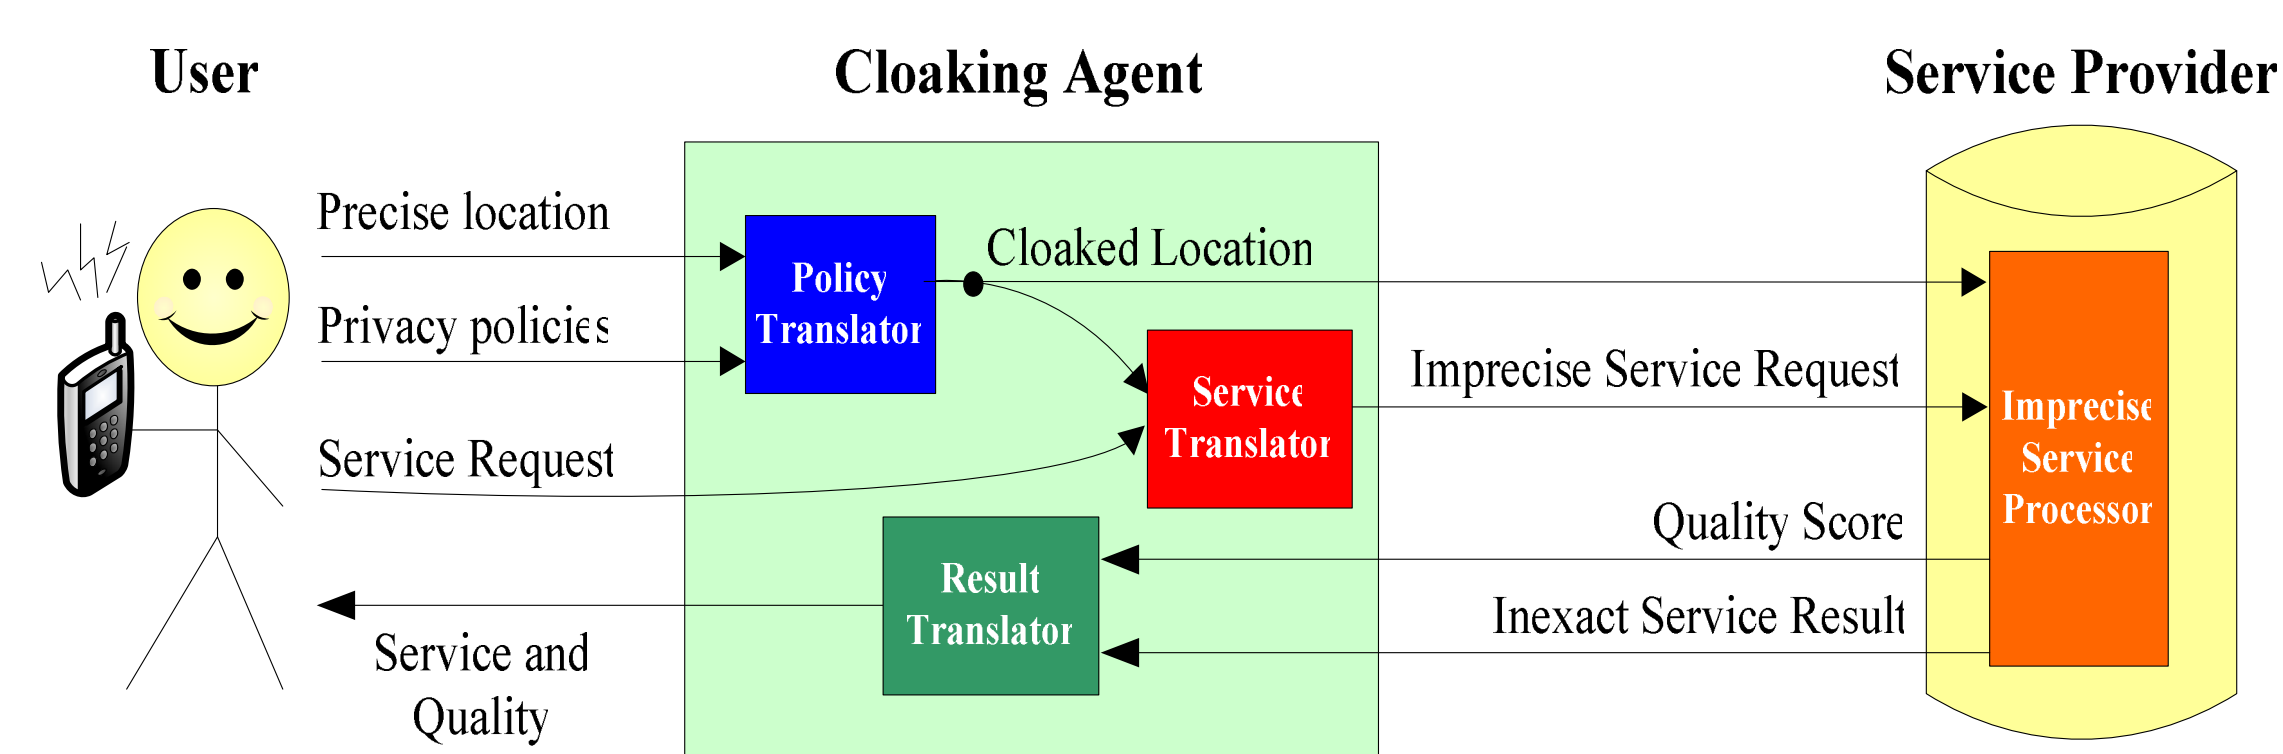 User
Cloaking Agent
Service Provider
Precise location
Privacy policies
Service Request
Policy
Translator
Cloaked Location
Service
Translator
Imprecise Service Request
Imprecise
Service
Processor
Quality Score
Inexact Service Result
Result
Translator
Service and
Quality